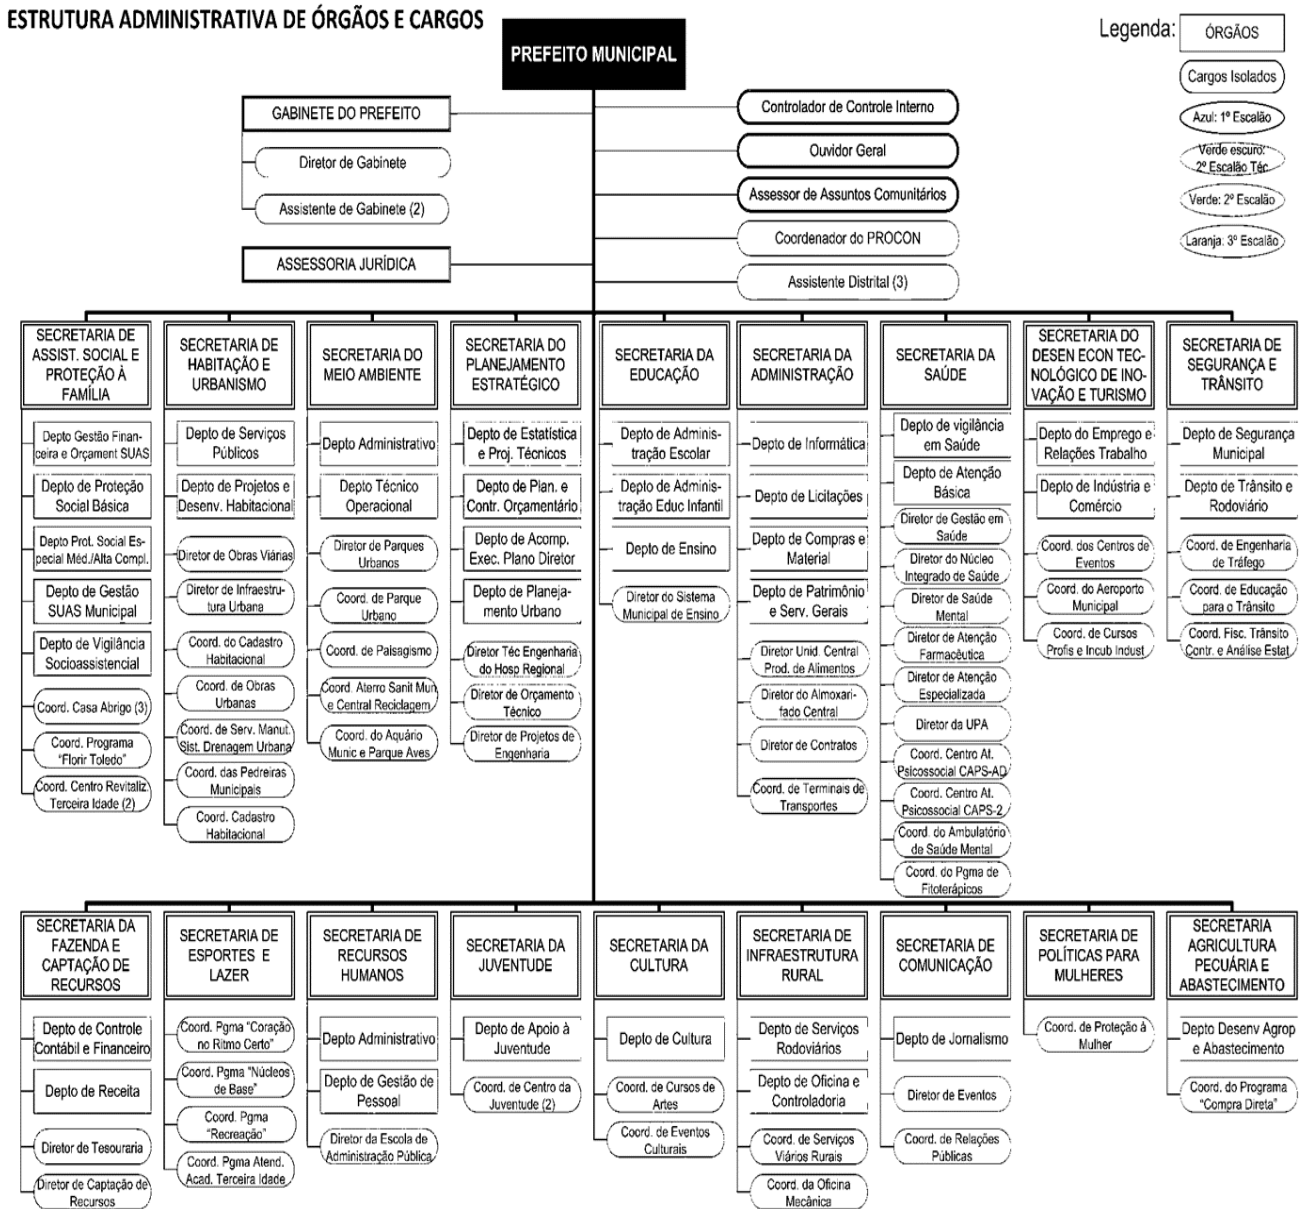 ESTRUTURA ADMINISTRATIVA DE ÓRGÃOS E CARGOS
PREFEITO MUNICIPAL
Legenda:
ÓRGÃOS
Cargos Isolados
Azul: 1º Escalão
Verde escuro:
2º Escalão Téc
Verde: 2º Escalão
Laranja: 3º Escalão
GABINETE DO PREFEITO
Diretor de Gabinete
Assistente de Gabinete (2)
ASSESSORIA JURÍDICA
Controlador de Controle Interno
Ouvidor Geral
Assessor de Assuntos Comunitários
Coordenador do PROCON
Assistente Distrital (3)
SECRETARIA DE
ASSIST. SOCIAL E
PROTEÇÃO À
FAMÍLIA
Depto Gestão Finan-
ceira e Orçament SUAS
Depto de Proteção
Social Básica
Depto Prot. Social Es-
pecial Méd./Alta Compl.
Depto de Gestão
SUAS Municipal
Depto de Vigilância
Socioassistencial
Coord. Casa Abrigo (3)
Coord. Programa
"Florir Toledo"
Coord. Centro Revitaliz.
Terceira Idade (2)
SECRETARIA DE
HABITAÇÃO E
URBANISMO
Depto de Serviços
Públicos
Depto de Projetos e
Desenv. Habitacional
Diretor de Obras Viárias
Diretor de Infraestru-
tura Urbana
Coord. do Cadastro
Habitacional
Coord. de Obras
Urbanas
Coord. de Serv. Manut.
Sist. Drenagem Urbana
Coord. das Pedreiras
Municipais
Coord. Cadastro
Habitacional
SECRETARIA DO
MEIO AMBIENTE
Depto Administrativo
Depto Técnico
Operacional
Diretor de Parques
Urbanos
Coord. de Parque
Urbano
Coord. de Paisagismo
Coord. Aterro Sanit Mun
e Central Reciclagem
Coord. do Aquário
Munic e Parque Aves
SECRETARIA DO
PLANEJAMENTO
ESTRATÉGICO
Depto de Estatística
e Proj. Técnicos
Depto de Plan. e
Contr. Orçamentário
Depto de Acomp.
Exec. Plano Diretor
Depto de Planeja-
mento Urbano
Diretor Téc Engenharia
do Hosp Regional
Diretor de Orçamento
Técnico
Diretor de Projetos de
Engenharia
SECRETARIA DA
EDUCAÇÃO
Depto de Adminis-
tração Escolar
Depto de Adminis-
tração Educ Infantil
Depto de Ensino
Diretor do Sistema
Municipal de Ensino
SECRETARIA DA
ADMINISTRAÇÃO
Depto de Informática
Depto de Licitações
Depto de Compras e
Material
Depto de Patrimônio
e Serv. Gerais
Diretor Unid. Central
Prod. de Alimentos
Diretor do Almoxari-
fado Central
Diretor de Contratos
Coord. de Terminais de
Transportes
SECRETARIA DA
SAÚDE
Depto de vigilância
em Saúde
Depto de Atenção
Básica
Diretor de Gestão em
Saúde
Diretor do Núcleo
Integrado de Saúde
Diretor de Saúde
Mental
Diretor de Atenção
Farmacêutica
Diretor de Atenção
Especializada
Diretor da UPA
Coord. Centro At.
Psicossocial CAPS-AD
Coord. Centro At.
Psicossocial CAPS-2
Coord. do Ambulatório
de Saúde Mental
Coord. do Pgma de
Fitoterápicos
SECRETARIA DO
DESEN ECON TEC-
NOLÓGICO DE INO-
VAÇÃO E TURISMO
Depto do Emprego e
Relações Trabalho
Depto de Indústria e
Comércio
Coord. dos Centros de
Eventos
Coord. do Aeroporto
Municipal
Coord. de Cursos
Profis e Incub Indust
SECRETARIA DE
SEGURANÇA E
TRÂNSITO
Depto de Segurança
Municipal
Depto de Trânsito e
Rodoviário
Coord. de Engenharia
de Tráfego
Coord. de Educação
para o Trânsito
Coord. Fisc. Trânsito
Contr. e Análise Estat.
SECRETARIA DA
FAZENDA E
CAPTAÇÃO DE
RECURSOS
Depto de Controle
Contábil e Financeiro
Depto de Receita
Diretor de Tesouraria
Diretor de Captação de
Recursos
SECRETARIA DE
ESPORTES E
LAZER
Coord. Pgma "Coração
no Ritmo Certo"
Coord. Pgma "Núcleos
de Base"
Coord. Pgma
"Recreação"
Coord. Pgma Atend.
Acad. Terceira Idade
SECRETARIA DE
RECURSOS
HUMANOS
Depto Administrativo
Depto de Gestão de
Pessoal
Diretor da Escola de
Administração Pública
SECRETARIA DA
JUVENTUDE
Depto de Apoio à
Juventude
Coord. de Centro da
Juventude (2)
SECRETARIA DA
CULTURA
Depto de Cultura
Coord. de Cursos de
Artes
Coord. de Eventos
Culturais
SECRETARIA DE
INFRAESTRUTURA
RURAL
Depto de Serviços
Rodoviários
Depto de Oficina e
Controladoria
Coord. de Serviços
Viários Rurais
Coord. da Oficina
Mecânica
SECRETARIA DE
COMUNICAÇÃO
Depto de Jornalismo
Diretor de Eventos
Coord. de Relações
Públicas
SECRETARIA DE
POLÍTICAS PARA
MULHERES
Coord. de Proteção à
Mulher
SECRETARIA
AGRICULTURA
PECUÁRIA E
ABASTECIMENTO
Depto Desenv Agrop
e Abastecimento
Coord. do Programa
"Compra Direta"